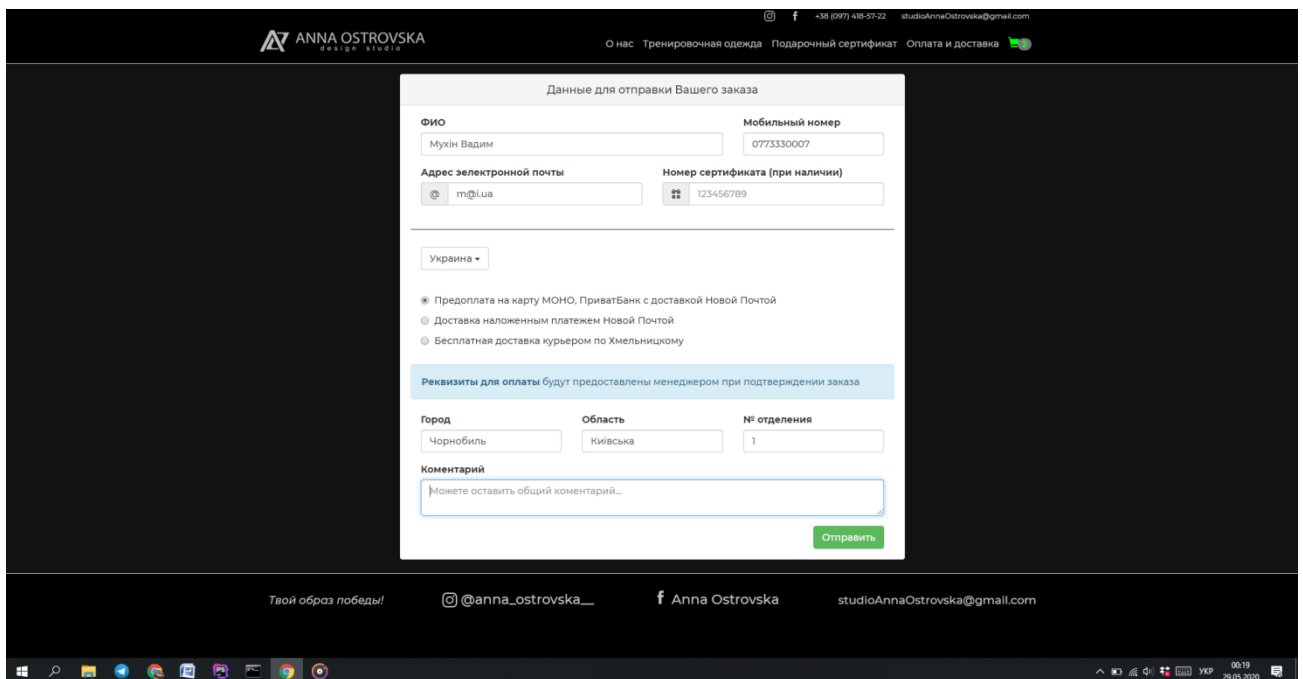 +38 (097) 418-57-22 studioAnnaOstrovska@gmail.com
ANNA OSTROVSKA
design studio
О нас Тренировочная одежда Подарочный сертификат Оплата и доставка 2
Данные для отправки Вашего заказа
ФИО Мобильный номер
Мухін Вадим 0773330007
Адрес зелектронной почты Номер сертификата (при наличии)
@ m@i.ua 123456789
Украина
Предоплата на карту МОНО, ПриватБанк с доставкой Новой Почтой
Доставка наложенным платежем Новой Почтой
Бесплатная доставка курьером по Хмельницкому
Реквизиты для оплаты будут предоставлены менеджером при подтверждении заказа
Город Область № отделения
Чорнобиль Київська 1
Коментарий
Можете оставить общий коментарий...
Отправить
Твой образ победы! @anna_ostrovska__ Anna Ostrovska studioAnnaOstrovska@gmail.com
УКР 00:19
29.05.2020